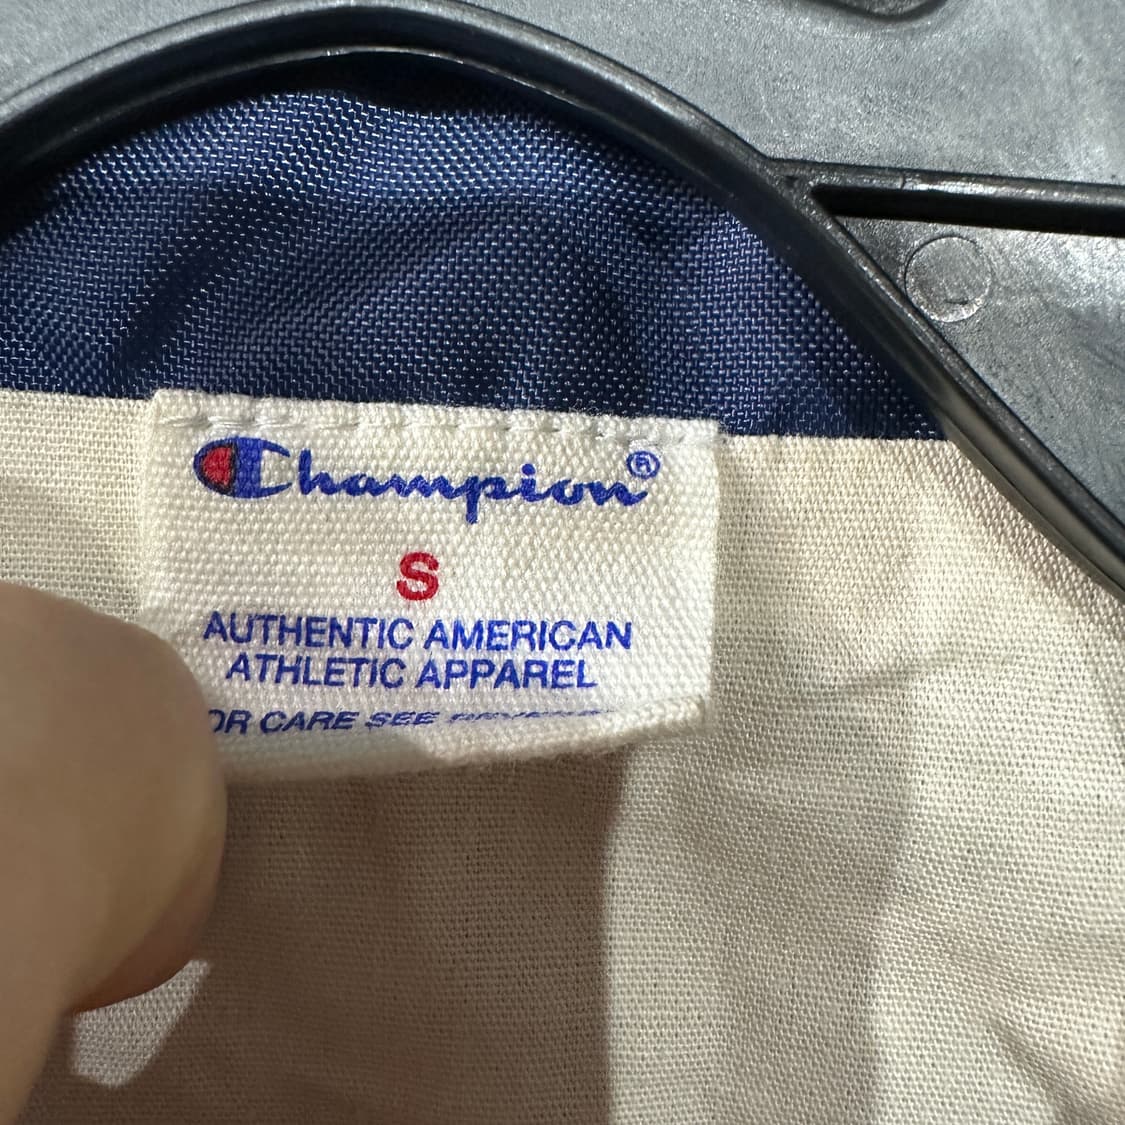 Champion®
S
AUTHENTIC AMERICAN
ATHLETIC APPAREL
OR CARE SEE